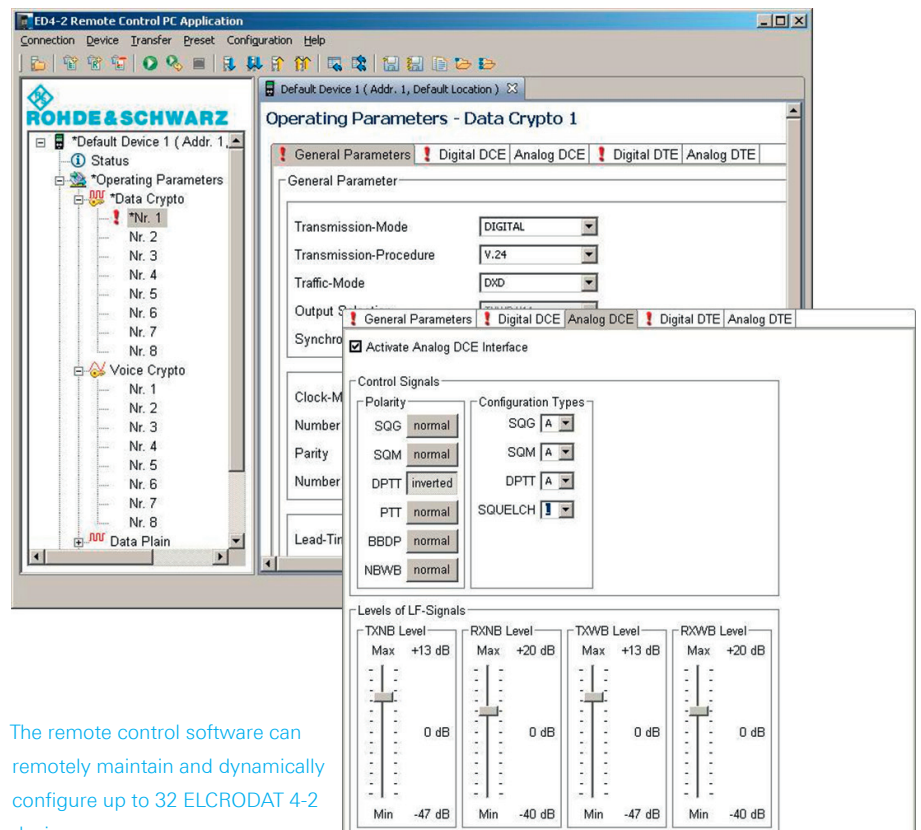 ED4-2 Remote Control PC Application
Connection Device Transfer Preset Configuration Help
ROHDE&SCHWARZ
*Default Device 1 ( Addr. 1,
Status
*Operating Parameters
*Data Crypto
*Nr. 1
Nr. 2
Nr. 3
Nr. 4
Nr. 5
Nr. 6
Nr. 7
Nr. 8
Voice Crypto
Nr. 1
Nr. 2
Nr. 3
Nr. 4
Nr. 5
Nr. 6
Nr. 7
Nr. 8
Data Plain
Default Device 1 ( Addr. 1, Default Location )
Operating Parameters - Data Crypto 1
General Parameters Digital DCE Analog DCE Digital DTE Analog DTE
General Parameter
Transmission-Mode DIGITAL
Transmission-Procedure V.24
Traffic-Mode DXD
Output
Synchro
Clock-M
Number
Parity
Number
Lead-Tin
General Parameters Digital DCE Analog DCE Digital DTE Analog DTE
Activate Analog DCE Interface
Control Signals
Polarity Configuration Types
SQG normal SQG A
SQM normal SQM A
DPTT inverted DPTT A
PTT normal SQUELCH
BBDP normal
NBWB normal
Levels of LF-Signals
TXNB Level RXNB Level TXWB Level RXWB Level
Max +13 dB Max +20 dB Max +13 dB Max +20 dB
0 dB 0 dB 0 dB 0 dB
Min -47 dB Min -40 dB Min -47 dB Min -40 dB
The remote control software can
remotely maintain and dynamically
configure up to 32 ELCRODAT 4-2